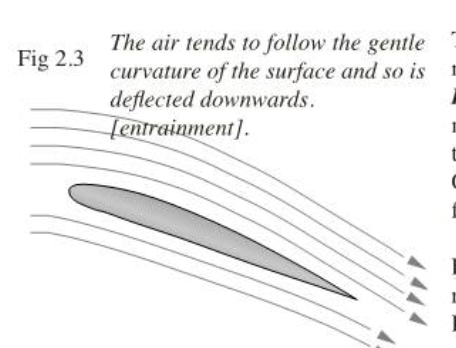 Fig 2.3
The air tends to follow the gentle
curvature of the surface and so is
deflected downwards.
[entrainment].